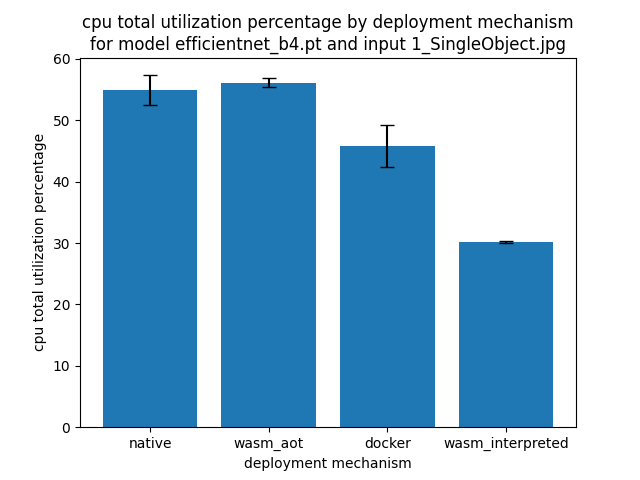 cpu total utilization percentage by deployment mechanism
for model efficientnet_b4.pt and input 1_SingleObject.jpg
cpu total utilization percentage
60
50
40
30
20
10
0
native wasm_aot docker wasm_interpreted
deployment mechanism